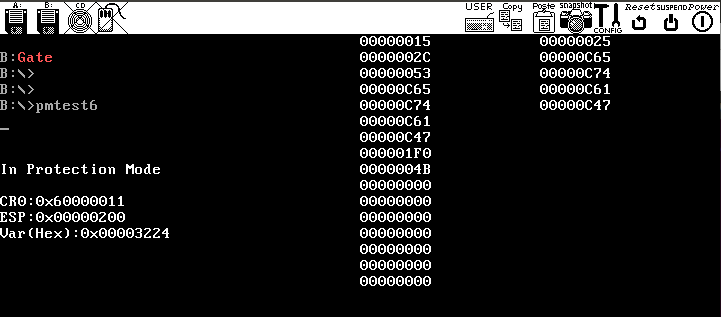 A: B: CD USER Copy Paste Snapshot CONFIG Reset SUSPEND Power
00000015 00000025
B:Gate 0000002C 00000C65
B:\> 00000053 00000C74
B:\> 00000C65 00000C61
B:\>pmtest6 00000C74 00000C47
_ 00000C61
00000C47
000001F0
In Protection Mode 0000004B
00000000
CR0:0x60000011 00000000
ESP:0x00000200 00000000
Var(Hex):0x00003224 00000000
00000000
00000000
00000000